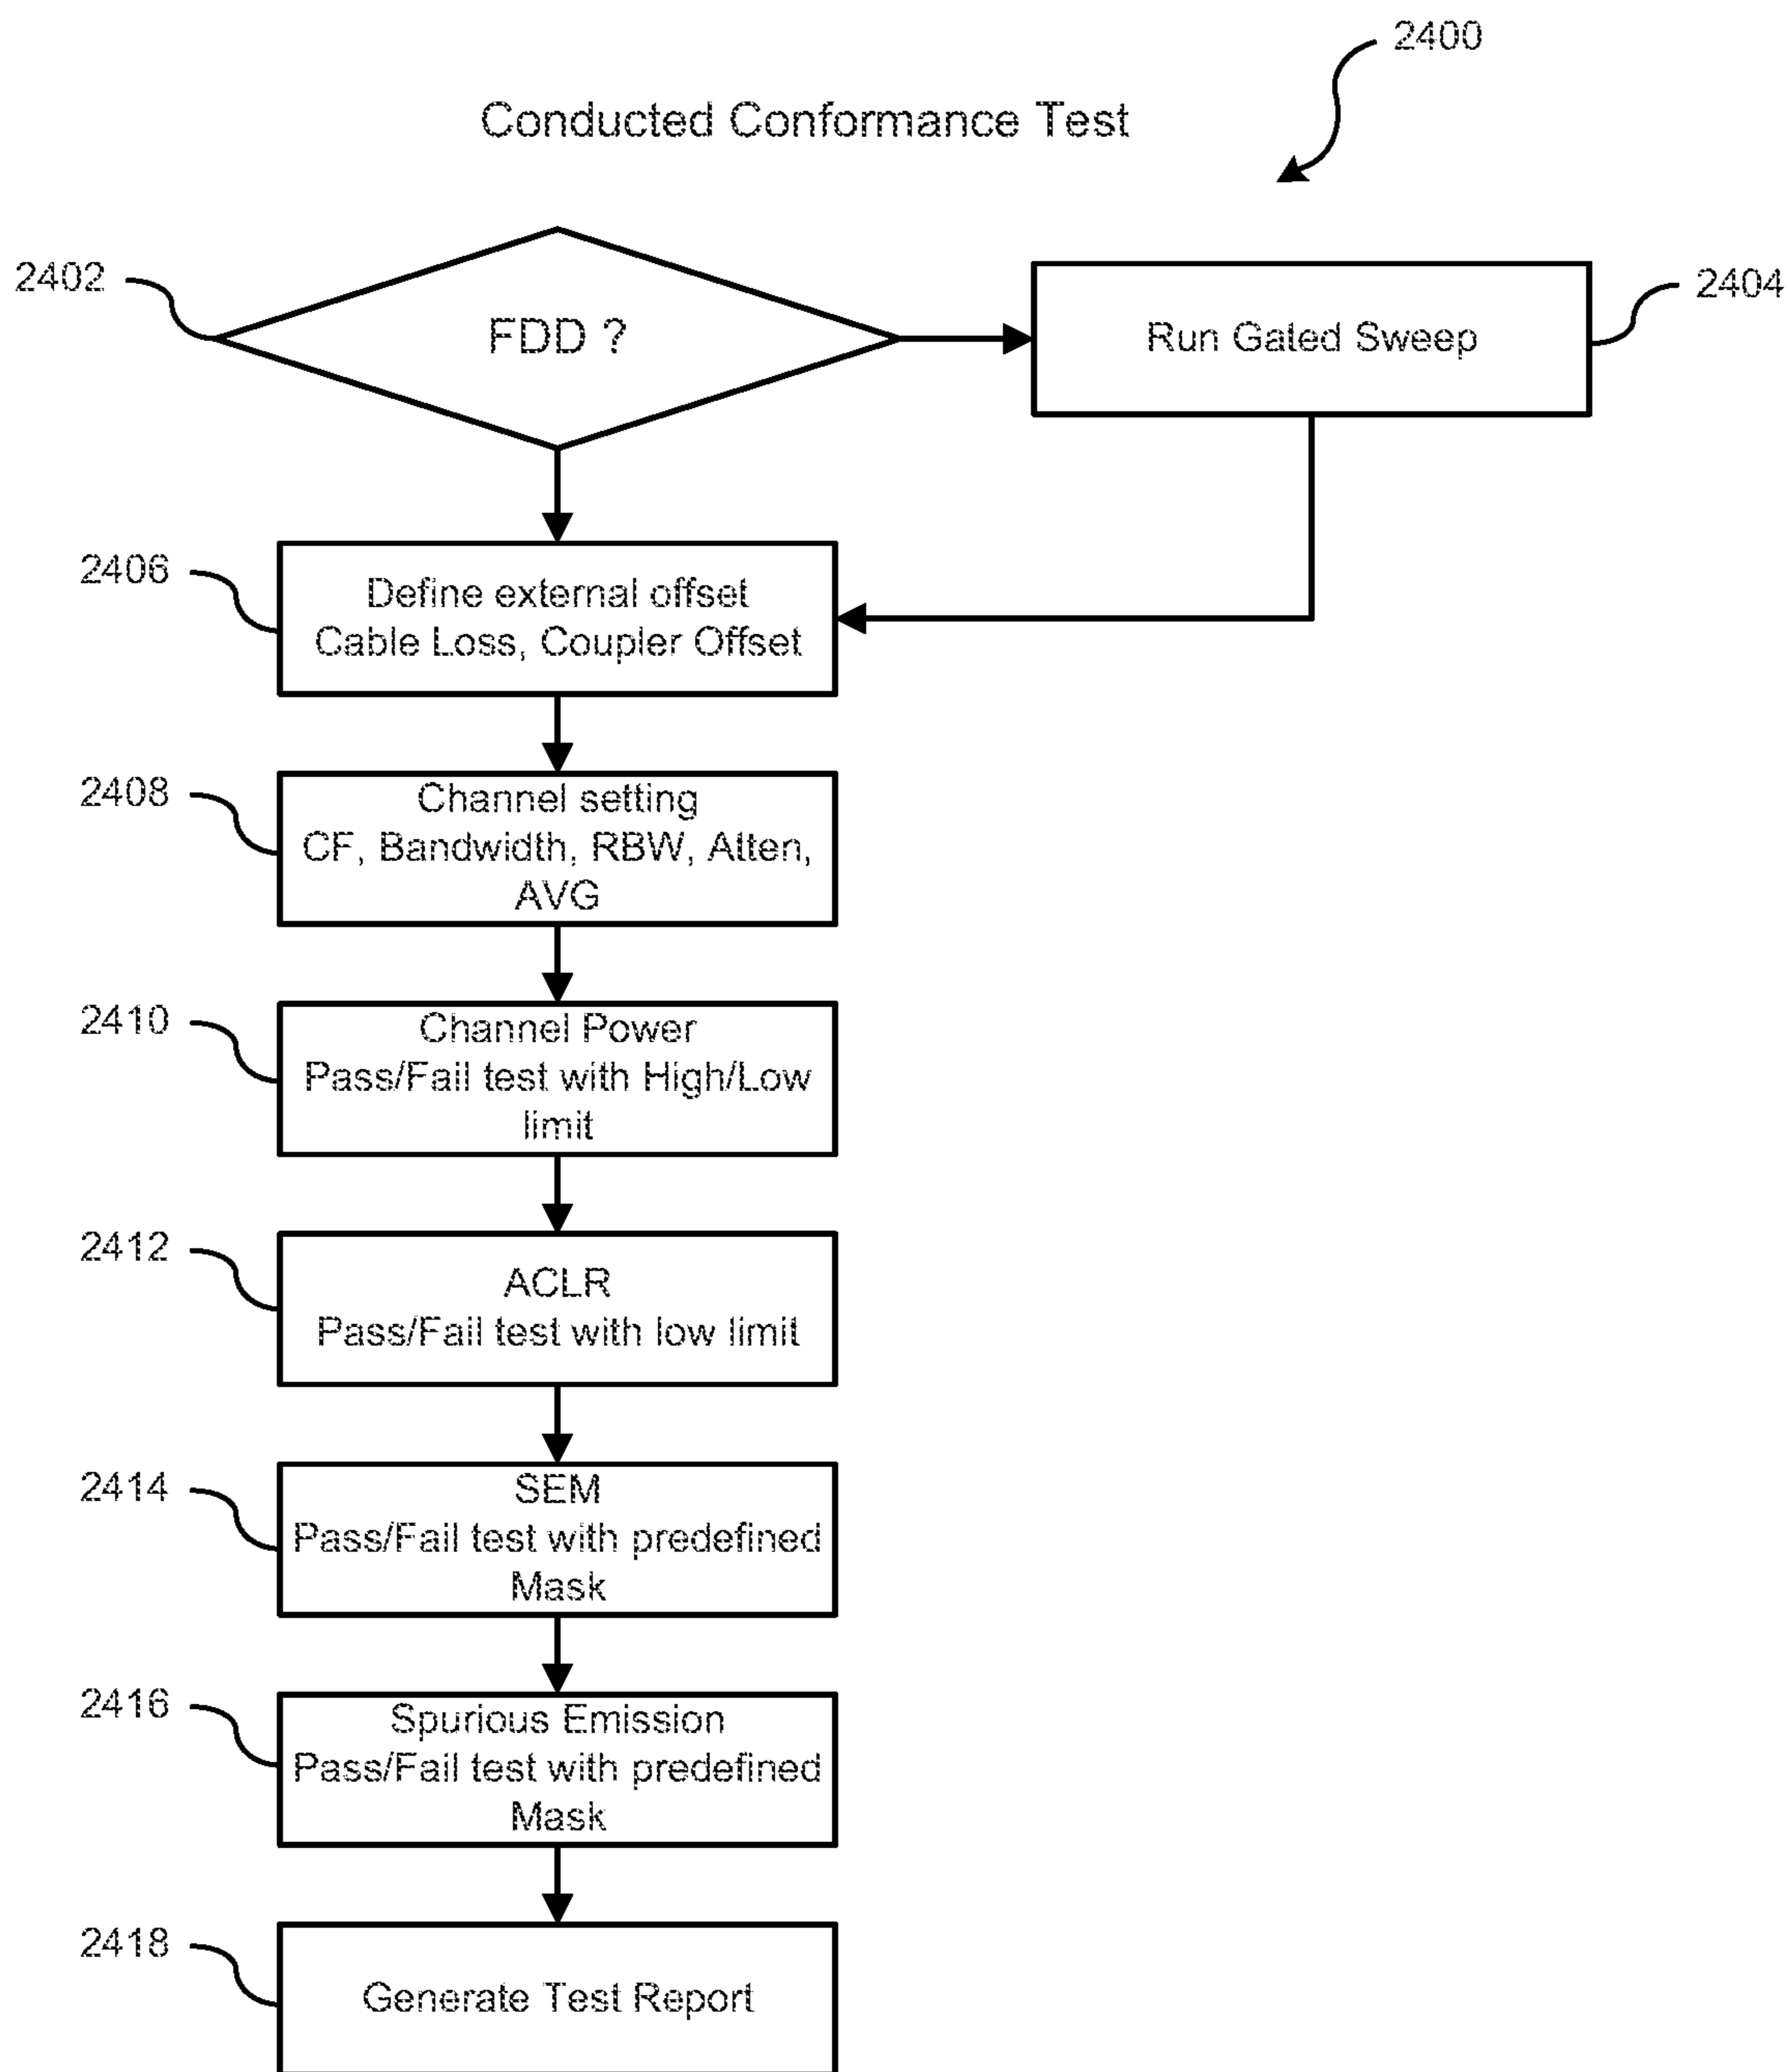 2400
Conducted Conformance Test
2402
FDD ?
Run Gated Sweep
2404
2406
Define external offset
Cable Loss, Coupler Offset
2408
Channel setting
CF, Bandwidth, RBW, Atten,
AVG
2410
Channel Power
Pass/Fail test with High/Low
limit
2412
ACLR
Pass/Fail test with low limit
2414
SEM
Pass/Fail test with predefined
Mask
2416
Spurious Emission
Pass/Fail test with predefined
Mask
2418
Generate Test Report